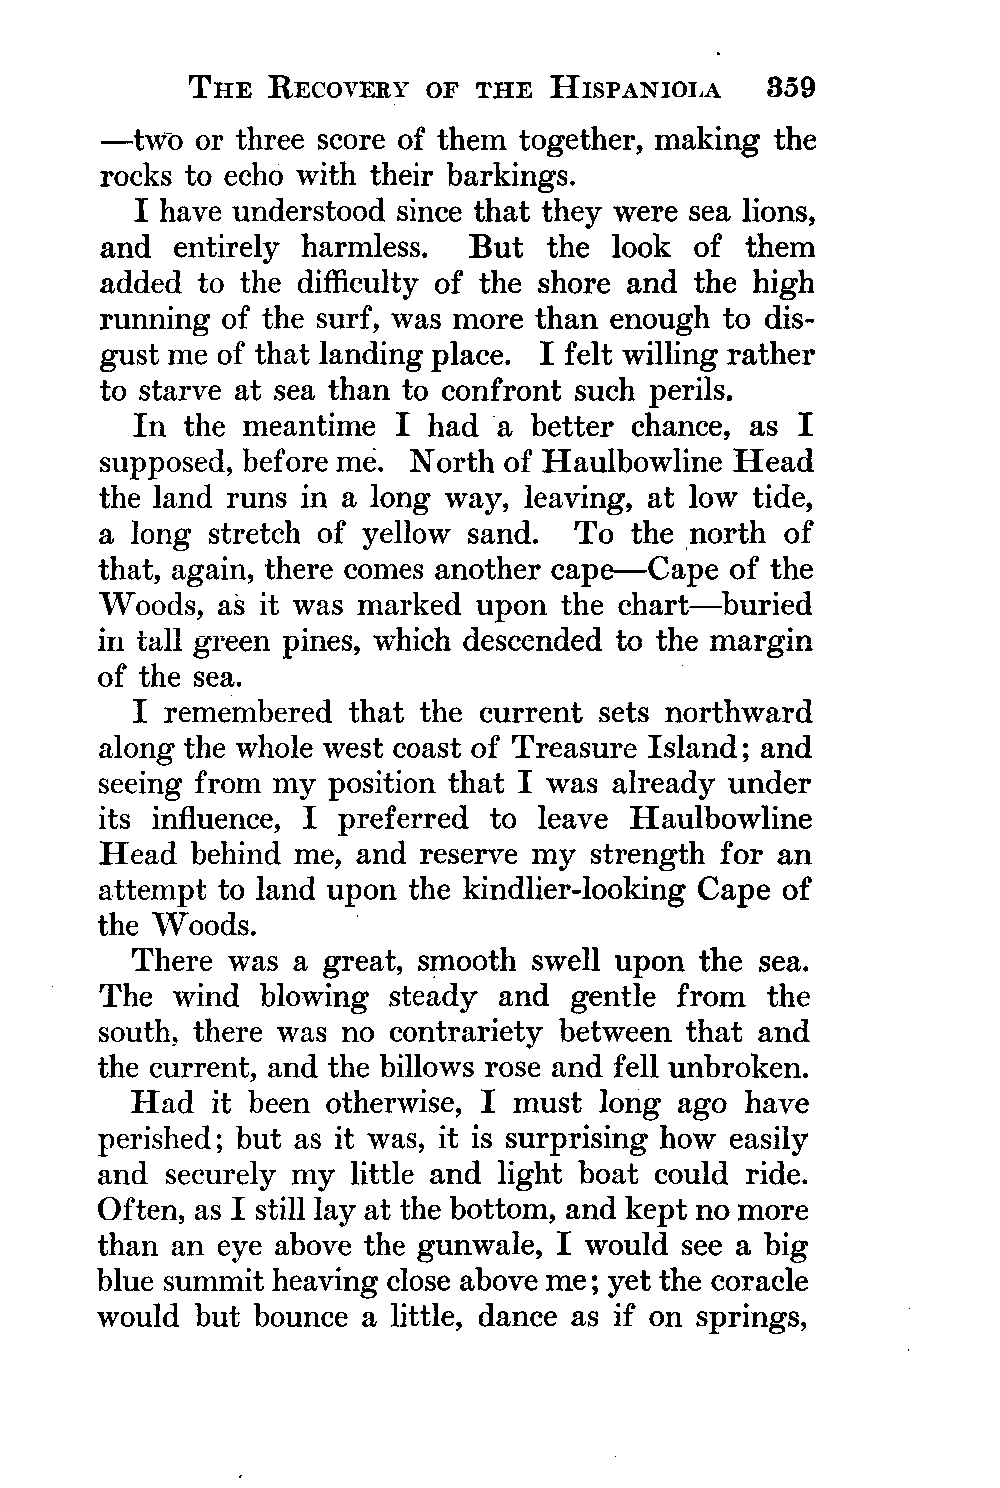 The Recovery of the Hispaniola 359
—two or three score of them together, making the
rocks to echo with their barkings.
I have understood since that they were sea lions,
and entirely harmless. But the look of them
added to the difficulty of the shore and the high
running of the surf, was more than enough to dis-
gust me of that landing place. I felt willing rather
to starve at sea than to confront such perils.
In the meantime I had a better chance, as I
supposed, before me. North of Haulbowline Head
the land runs in a long way, leaving, at low tide,
a long stretch of yellow sand. To the north of
that, again, there comes another cape—Cape of the
Woods, as it was marked upon the chart—buried
in tall green pines, which descended to the margin
of the sea.
I remembered that the current sets northward
along the whole west coast of Treasure Island; and
seeing from my position that I was already under
its influence, I preferred to leave Haulbowline
Head behind me, and reserve my strength for an
attempt to land upon the kindlier-looking Cape of
the Woods.
There was a great, smooth swell upon the sea.
The wind blowing steady and gentle from the
south, there was no contrariety between that and
the current, and the billows rose and fell unbroken.
Had it been otherwise, I must long ago have
perished; but as it was, it is surprising how easily
and securely my little and light boat could ride.
Often, as I still lay at the bottom, and kept no more
than an eye above the gunwale, I would see a big
blue summit heaving close above me; yet the coracle
would but bounce a little, dance as if on springs,